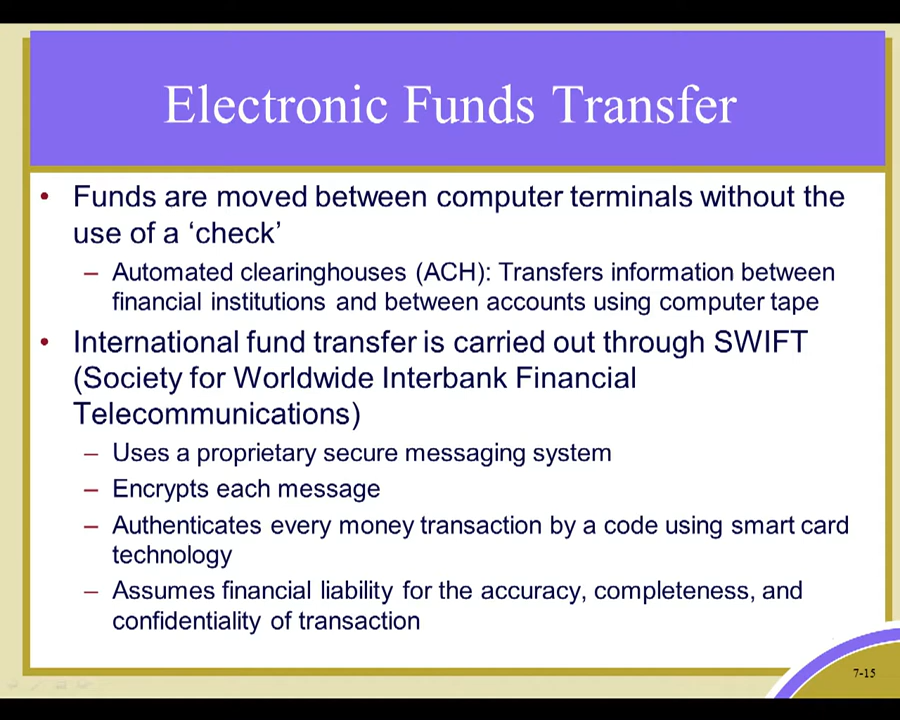 Electronic Funds Transfer
• Funds are moved between computer terminals without the
use of a ‘check’
– Automated clearinghouses (ACH): Transfers information between
financial institutions and between accounts using computer tape
• International fund transfer is carried out through SWIFT
(Society for Worldwide Interbank Financial
Telecommunications)
– Uses a proprietary secure messaging system
– Encrypts each message
– Authenticates every money transaction by a code using smart card
technology
– Assumes financial liability for the accuracy, completeness, and
confidentiality of transaction
7-15